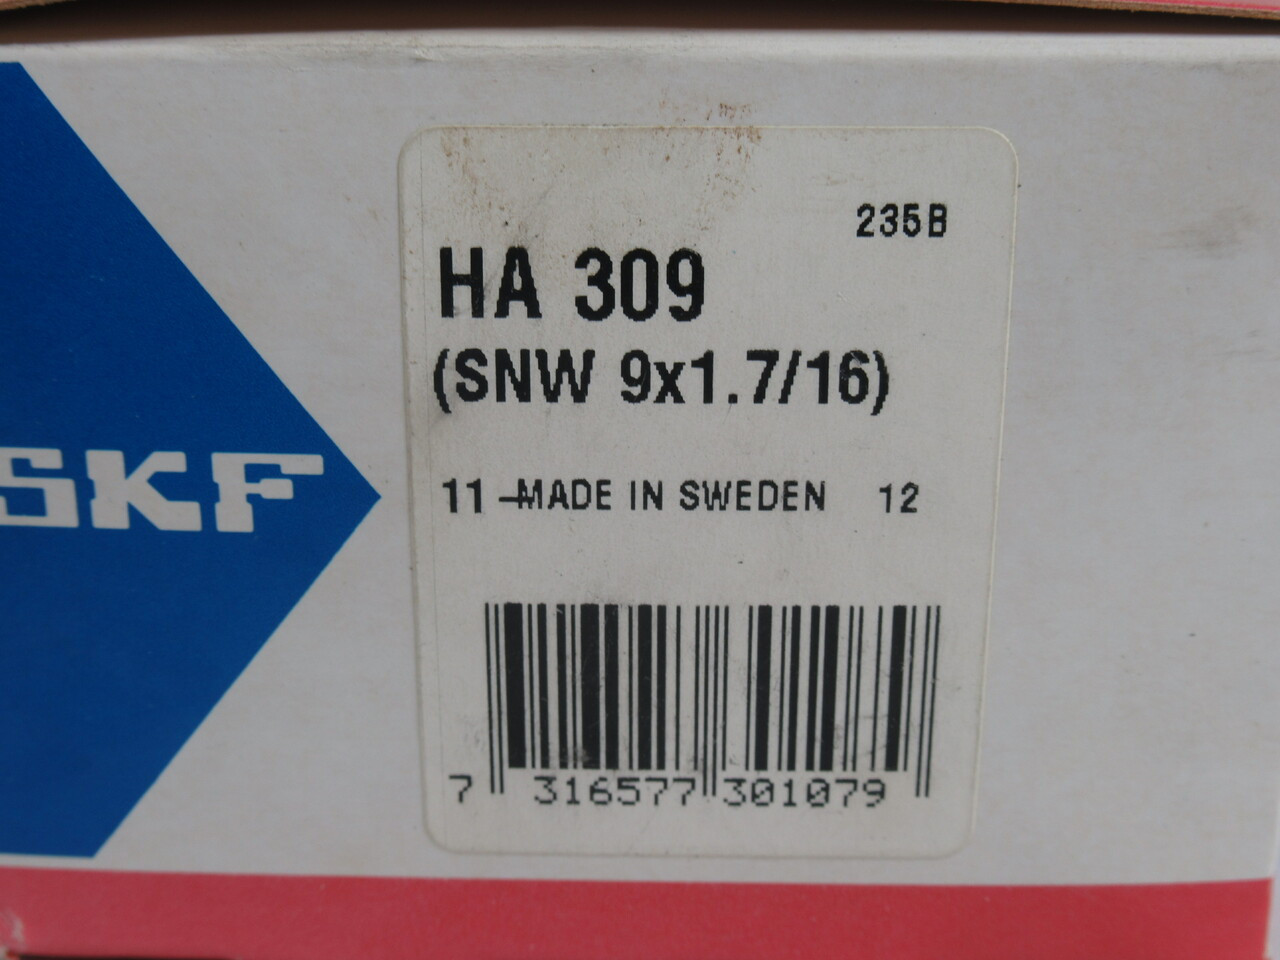 235B
HA 309
(SNW 9x1.7/16)
SKF
11 -MADE IN SWEDEN 12
7 316577 301079